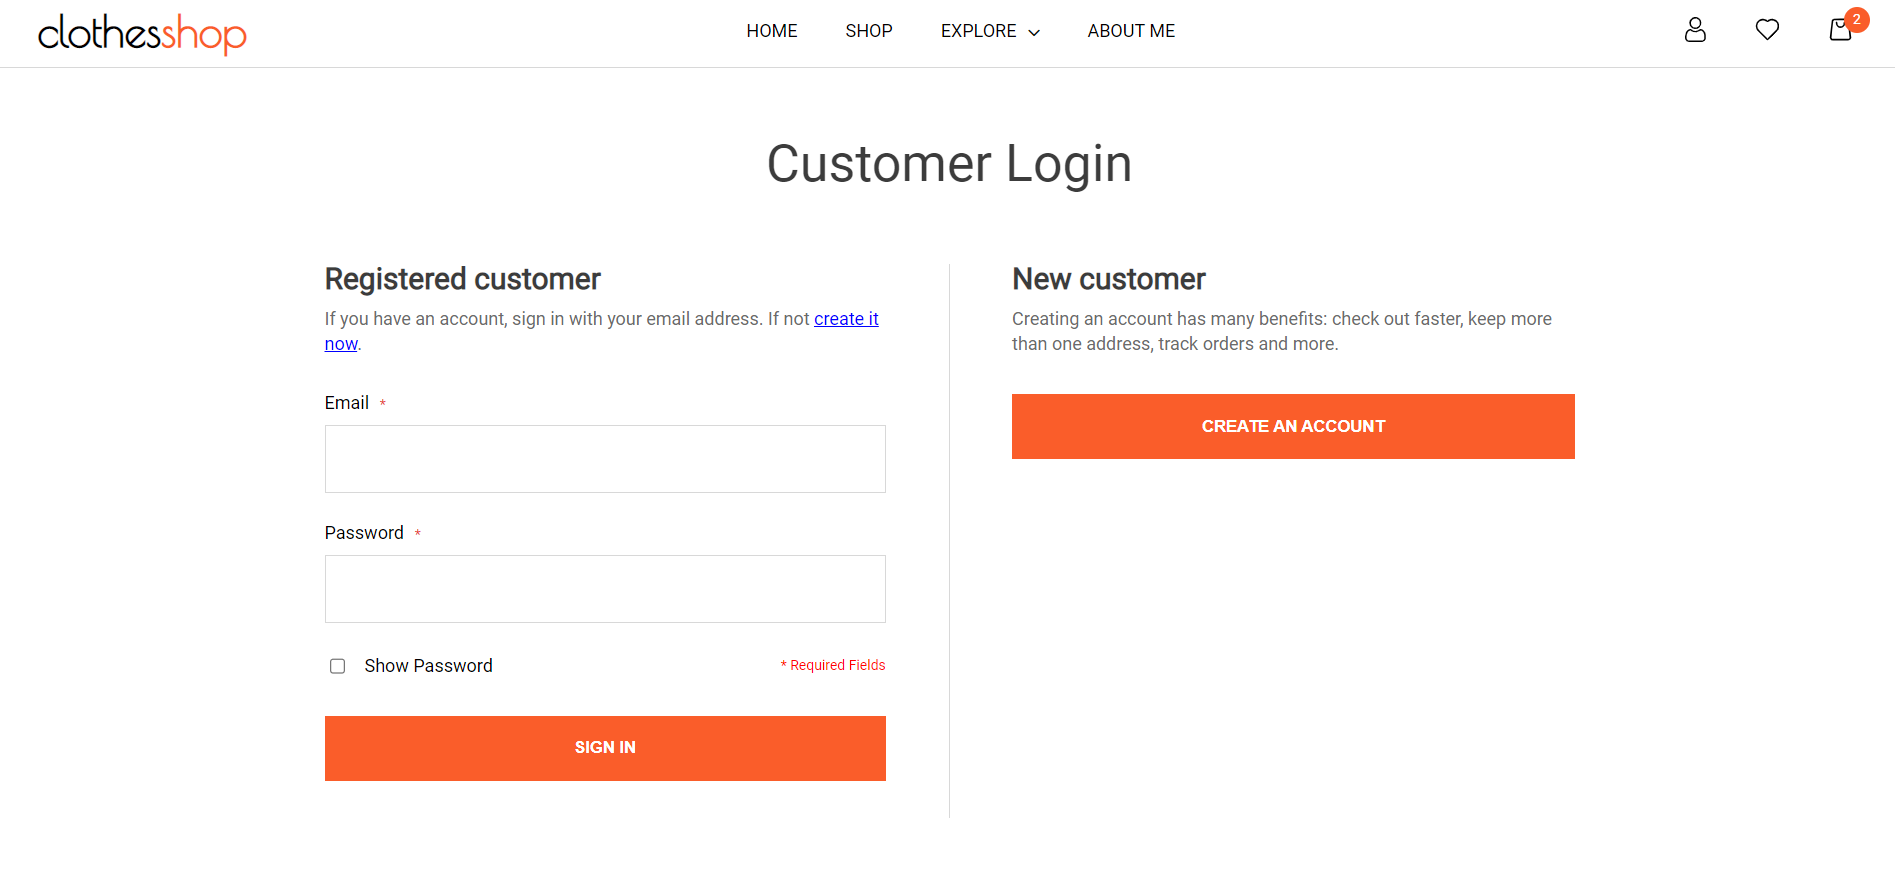 clothesshop
HOME SHOP EXPLORE ABOUT ME
2
Customer Login
Registered customer
If you have an account, sign in with your email address. If not create it
now.
Email *
Password *
Show Password
* Required Fields
SIGN IN
New customer
Creating an account has many benefits: check out faster, keep more
than one address, track orders and more.
CREATE AN ACCOUNT